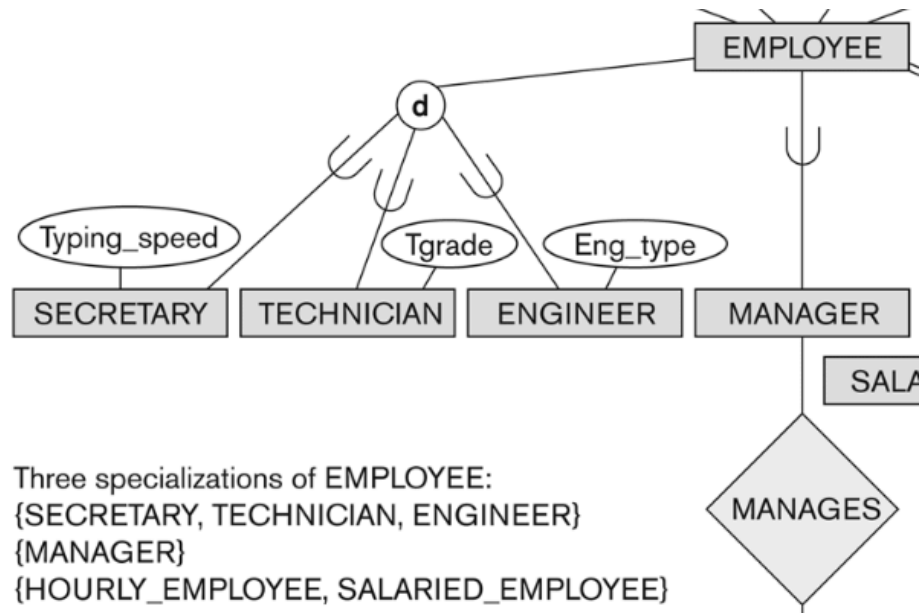 EMPLOYEE
d
Typing_speed
Tgrade
Eng_type
SECRETARY
TECHNICIAN
ENGINEER
MANAGER
SALA
Three specializations of EMPLOYEE:
{SECRETARY, TECHNICIAN, ENGINEER}
{MANAGER}
{HOURLY_EMPLOYEE, SALARIED_EMPLOYEE}
MANAGES